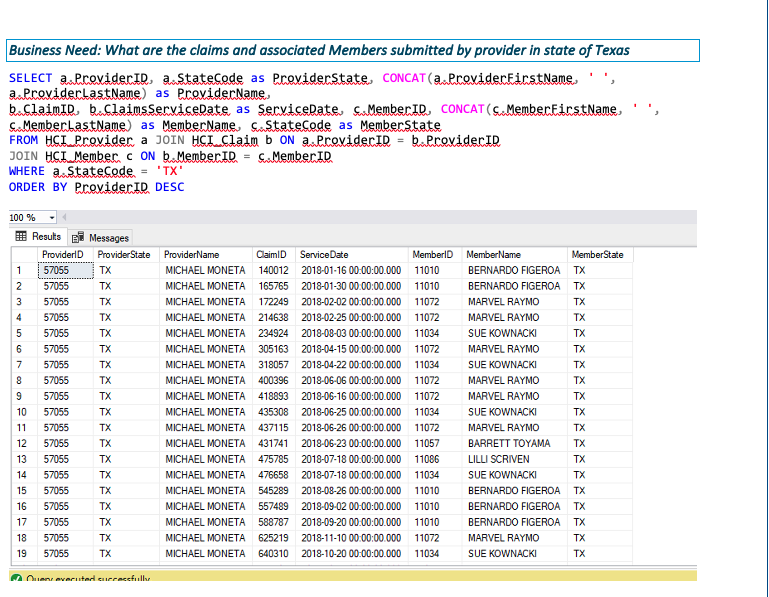 Business Need: What are the claims and associated Members submitted by provider in state of Texas
SELECT a.ProviderID, a.StateCode as ProviderState, CONCAT(a.ProviderFirstName, ' ',
a.ProviderLastName) as ProviderName,
b.ClaimID, b.ClaimsServiceDate as ServiceDate, c.MemberID, CONCAT(c.MemberFirstName, ' ',
c.MemberLastName) as MemberName, c.StateCode as MemberState
FROM HCI_Provider a JOIN HCI_Claim b ON a.ProviderID = b.ProviderID
JOIN HCI_Member c ON b.MemberID = c.MemberID
WHERE a.StateCode = 'TX'
ORDER BY ProviderID DESC
100 %
Results Messages
ProviderID ProviderState ProviderName ClaimID ServiceDate MemberID MemberName MemberState
1 57055 TX MICHAEL MONETA 140012 2018-01-16 00:00:00.000 11010 BERNARDO FIGEROA TX
2 57055 TX MICHAEL MONETA 165765 2018-01-30 00:00:00.000 11010 BERNARDO FIGEROA TX
3 57055 TX MICHAEL MONETA 172249 2018-02-02 00:00:00.000 11072 MARVEL RAYMO TX
4 57055 TX MICHAEL MONETA 214638 2018-02-25 00:00:00.000 11072 MARVEL RAYMO TX
5 57055 TX MICHAEL MONETA 234924 2018-08-03 00:00:00.000 11034 SUE KOWNACKI TX
6 57055 TX MICHAEL MONETA 305163 2018-04-15 00:00:00.000 11072 MARVEL RAYMO TX
7 57055 TX MICHAEL MONETA 318057 2018-04-22 00:00:00.000 11034 SUE KOWNACKI TX
8 57055 TX MICHAEL MONETA 400396 2018-06-06 00:00:00.000 11072 MARVEL RAYMO TX
9 57055 TX MICHAEL MONETA 418893 2018-06-16 00:00:00.000 11072 MARVEL RAYMO TX
10 57055 TX MICHAEL MONETA 435308 2018-06-25 00:00:00.000 11034 SUE KOWNACKI TX
11 57055 TX MICHAEL MONETA 437115 2018-06-26 00:00:00.000 11072 MARVEL RAYMO TX
12 57055 TX MICHAEL MONETA 431741 2018-06-23 00:00:00.000 11057 BARRETT TOYAMA TX
13 57055 TX MICHAEL MONETA 475785 2018-07-18 00:00:00.000 11086 LILLI SCRIVEN TX
14 57055 TX MICHAEL MONETA 476658 2018-07-18 00:00:00.000 11034 SUE KOWNACKI TX
15 57055 TX MICHAEL MONETA 545289 2018-08-26 00:00:00.000 11010 BERNARDO FIGEROA TX
16 57055 TX MICHAEL MONETA 557489 2018-09-02 00:00:00.000 11010 BERNARDO FIGEROA TX
17 57055 TX MICHAEL MONETA 588787 2018-09-20 00:00:00.000 11010 BERNARDO FIGEROA TX
18 57055 TX MICHAEL MONETA 625219 2018-11-10 00:00:00.000 11072 MARVEL RAYMO TX
19 57055 TX MICHAEL MONETA 640310 2018-10-20 00:00:00.000 11034 SUE KOWNACKI TX
Query executed successfully